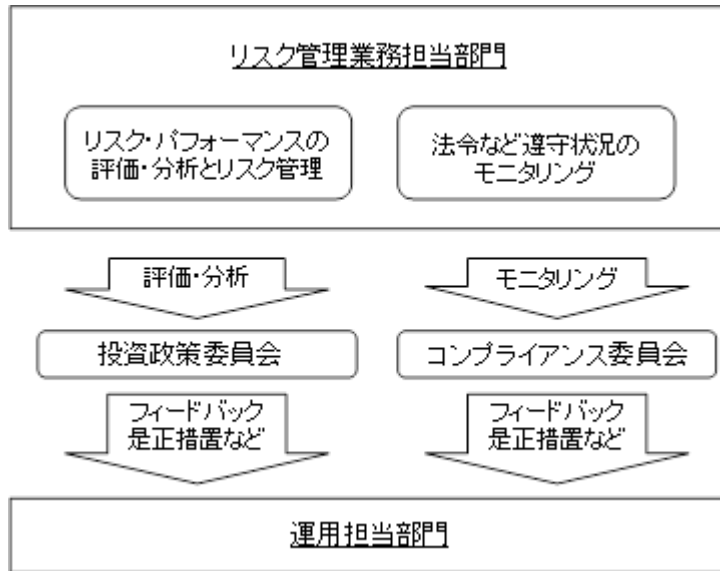 リスク管理業務担当部門
リスク・パフォーマンスの
評価・分析とリスク管理
法令など遵守状況の
モニタリング
評価・分析
モニタリング
投資政策委員会
コンプライアンス委員会
フィードバック
是正措置など
フィードバック
是正措置など
運用担当部門